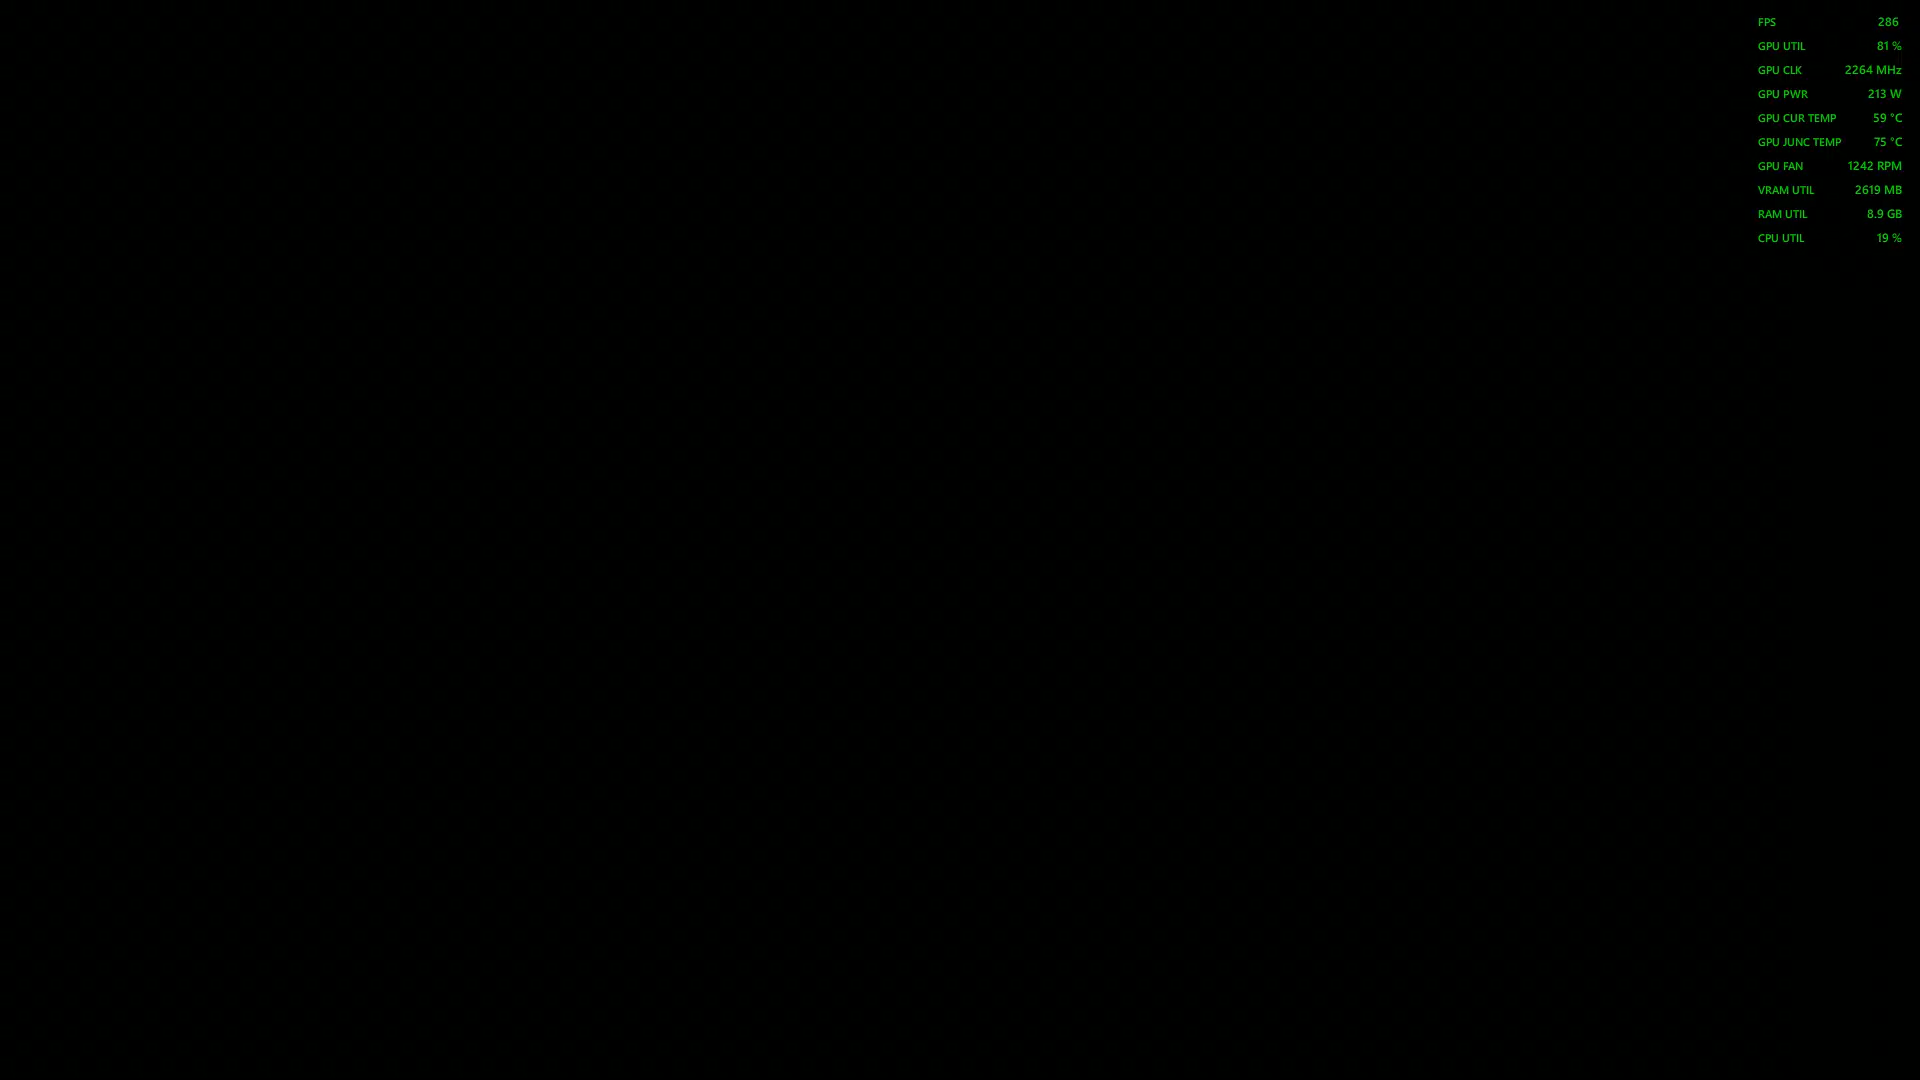 FPS 286
GPU UTIL 81 %
GPU CLK 2264 MHz
GPU PWR 213 W
GPU CUR TEMP 59 °C
GPU JUNC TEMP 75 °C
GPU FAN 1242 RPM
VRAM UTIL 2619 MB
RAM UTIL 8.9 GB
CPU UTIL 19 %